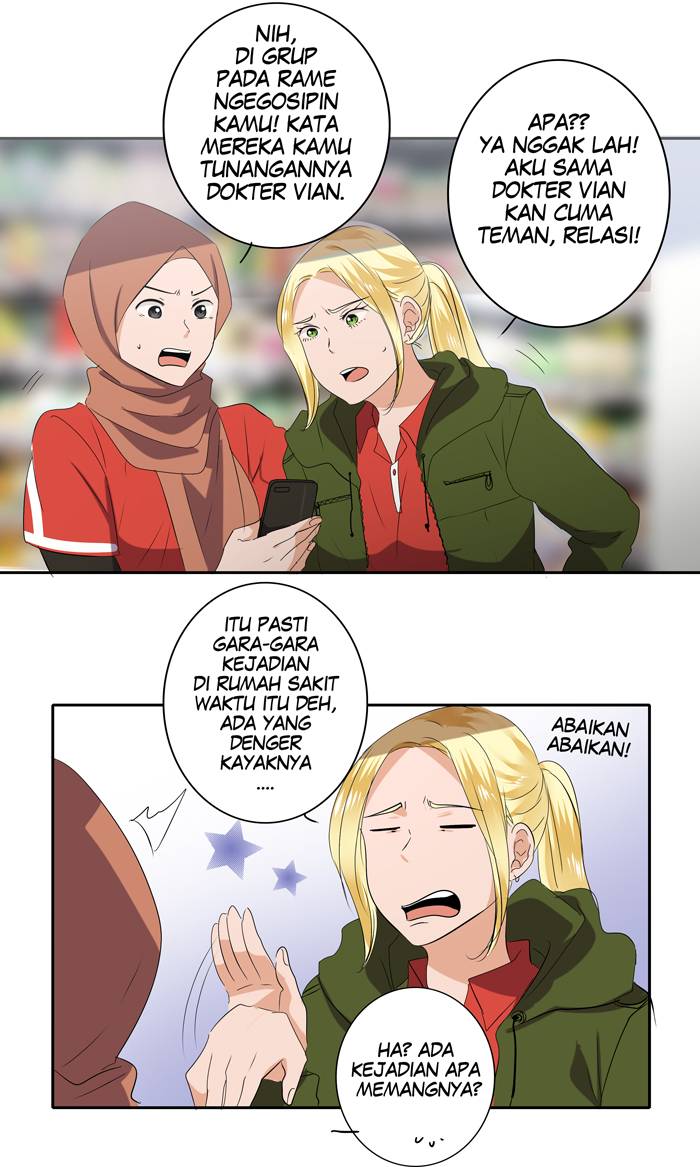 NIH,
DI GRUP
PADA RAME
NGEGOSIPIN
KAMU! KATA
MEREKA KAMU
TUNANGANNYA
DOKTER VIAN.
APA??
YA NGGAK LAH!
AKU SAMA
DOKTER VIAN
KAN CUMA
TEMAN, RELASI!
ITU PASTI
GARA-GARA
KEJADIAN
DI RUMAH SAKIT
WAKTU ITU DEH,
ADA YANG
DENGER
KAYAKNYA
....
ABAIKAN
ABAIKAN!
HA? ADA
KEJADIAN APA
MEMANGNYA?